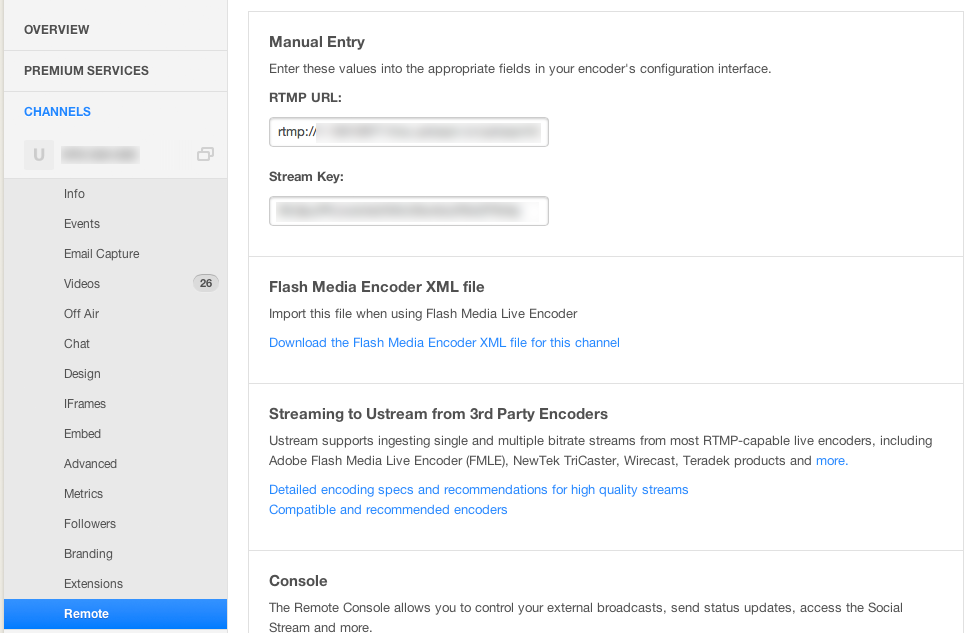 OVERVIEW
PREMIUM SERVICES
CHANNELS
U
Info
Events
Email Capture
Videos 26
Off Air
Chat
Design
IFrames
Embed
Advanced
Metrics
Followers
Branding
Extensions
Remote
Manual Entry
Enter these values into the appropriate fields in your encoder's configuration interface.
RTMP URL:
rtmp://
Stream Key:
Flash Media Encoder XML file
Import this file when using Flash Media Live Encoder
Download the Flash Media Encoder XML file for this channel
Streaming to Ustream from 3rd Party Encoders
Ustream supports ingesting single and multiple bitrate streams from most RTMP-capable live encoders, including
Adobe Flash Media Live Encoder (FMLE), NewTek TriCaster, Wirecast, Teradek products and more.
Detailed encoding specs and recommendations for high quality streams
Compatible and recommended encoders
Console
The Remote Console allows you to control your external broadcasts, send status updates, access the Social
Stream and more.